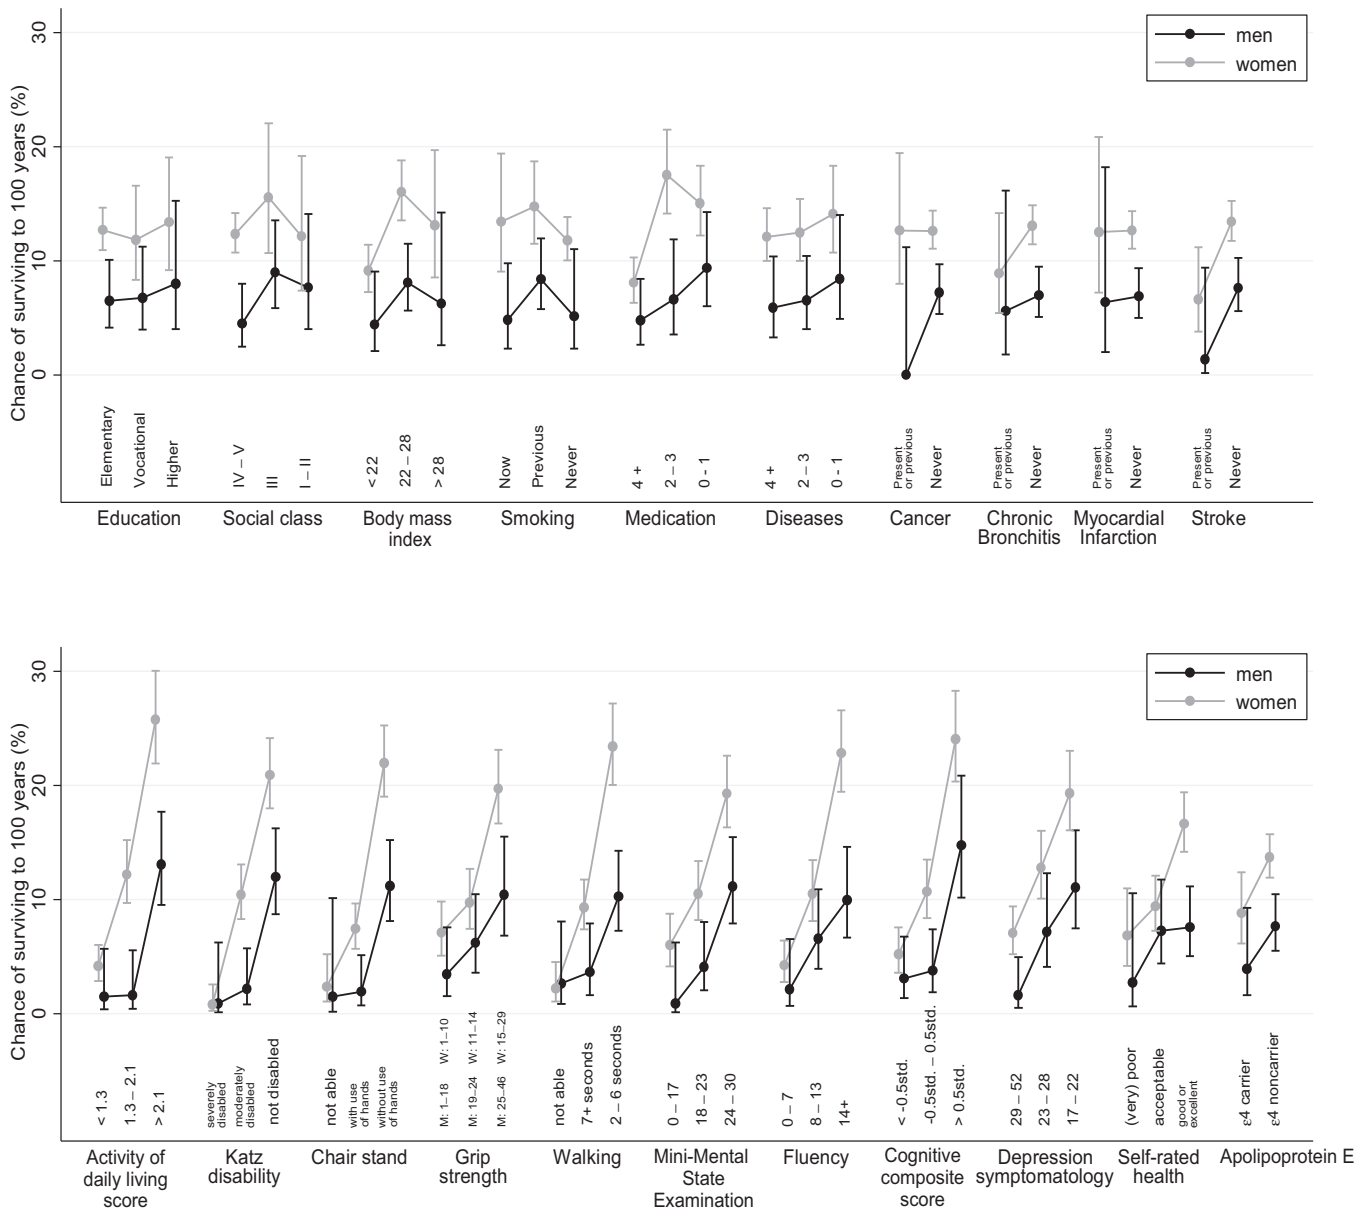 Chance of surviving to 100 years (%)
30
20
10
0
men
women
Elementary
Vocational
Higher
IV – V
III
I – II
< 22
22 – 28
> 28
Now
Previous
Never
4 +
2 – 3
0 - 1
4 +
2 – 3
0 - 1
Present
or previous
Never
Present
or previous
Never
Present
or previous
Never
Present
or previous
Never
Education
Social class
Body mass
index
Smoking
Medication
Diseases
Cancer
Chronic
Bronchitis
Myocardial
Infarction
Stroke
Chance of surviving to 100 years (%)
30
20
10
0
men
women
< 1.3
1.3 – 2.1
> 2.1
severely
disabled
moderately
disabled
not disabled
not able
with use
of hands
without use
of hands
M: 1–18 W: 1–10
M: 19–24 W: 11–14
M: 25–46 W: 15–29
not able
7+ seconds
2 – 6 seconds
0 – 17
18 – 23
24 – 30
0 – 7
8 – 13
14+
< -0.5std.
-0.5std. – 0.5std.
> 0.5std.
29 – 52
23 – 28
17 – 22
(very) poor
acceptable
good or
excellent
ε4 carrier
ε4 noncarrier
Activity of
daily living
score
Katz
disability
Chair stand
Grip
strength
Walking
Mini-Mental
State
Examination
Fluency
Cognitive
composite
score
Depression
symptomatology
Self-rated
health
Apolipoprotein E